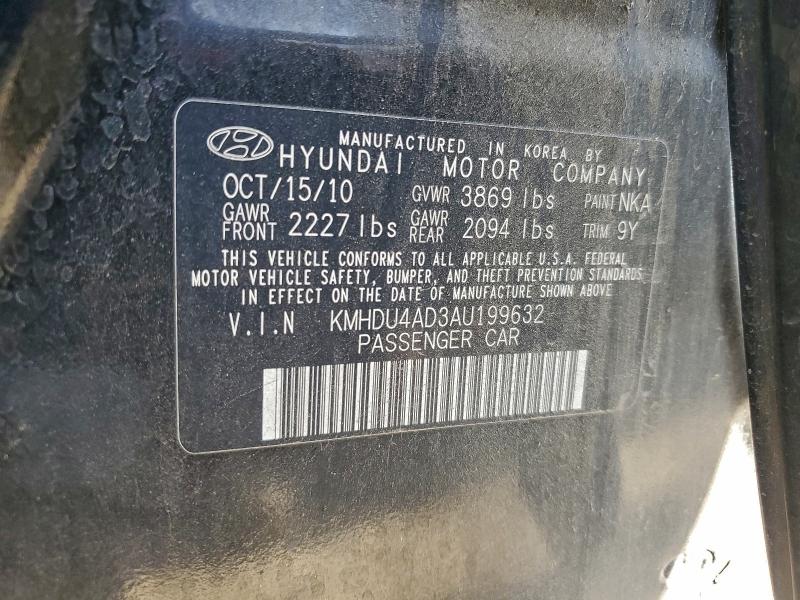 MANUFACTURED IN KOREA BY
HYUNDAI MOTOR COMPANY
OCT/15/10 GVWR 3869 lbs PAINT NKA
GAWR FRONT 2227 lbs GAWR REAR 2094 lbs TRIM 9Y
THIS VEHICLE CONFORMS TO ALL APPLICABLE U.S.A. FEDERAL
MOTOR VEHICLE SAFETY, BUMPER, AND THEFT PREVENTION STANDARDS
IN EFFECT ON THE DATE OF MANUFACTURE SHOWN ABOVE
V.I.N KMHDU4AD3AU199632
PASSENGER CAR